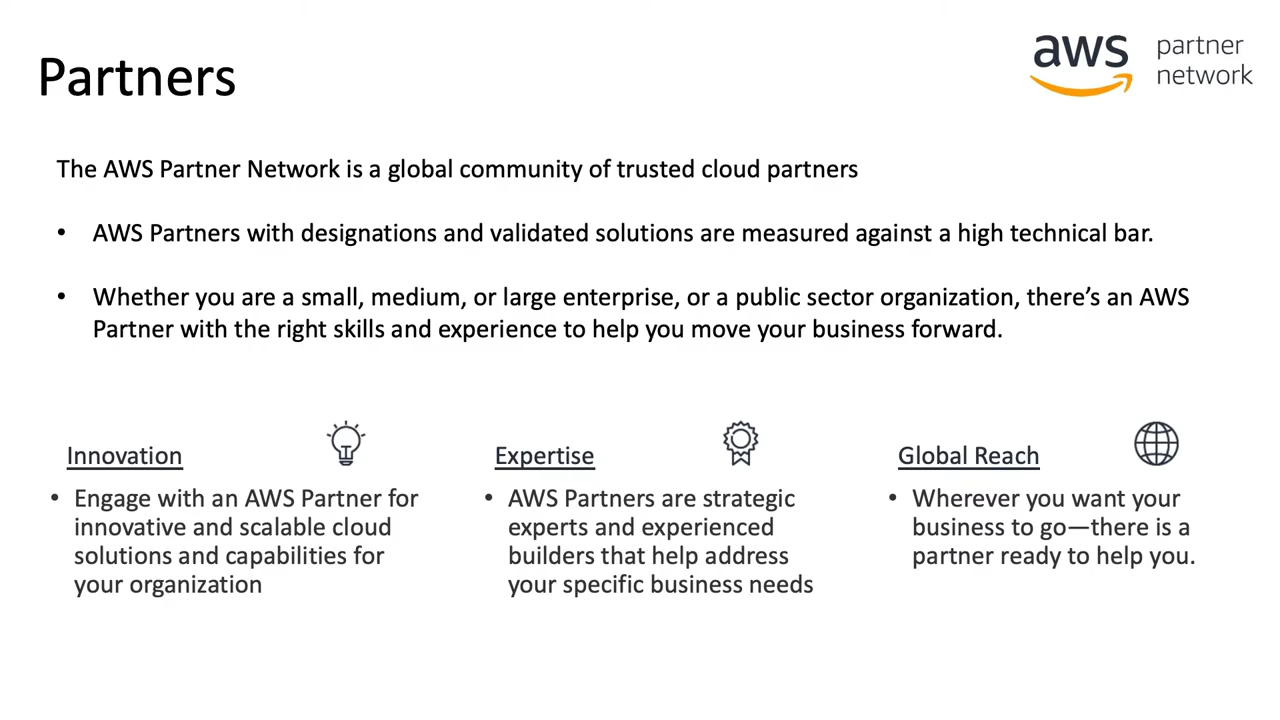 Partners
aws partner
network
The AWS Partner Network is a global community of trusted cloud partners
• AWS Partners with designations and validated solutions are measured against a high technical bar.
• Whether you are a small, medium, or large enterprise, or a public sector organization, there’s an AWS
Partner with the right skills and experience to help you move your business forward.
Innovation
• Engage with an AWS Partner for
innovative and scalable cloud
solutions and capabilities for
your organization
Expertise
• AWS Partners are strategic
experts and experienced
builders that help address
your specific business needs
Global Reach
• Wherever you want your
business to go—there is a
partner ready to help you.